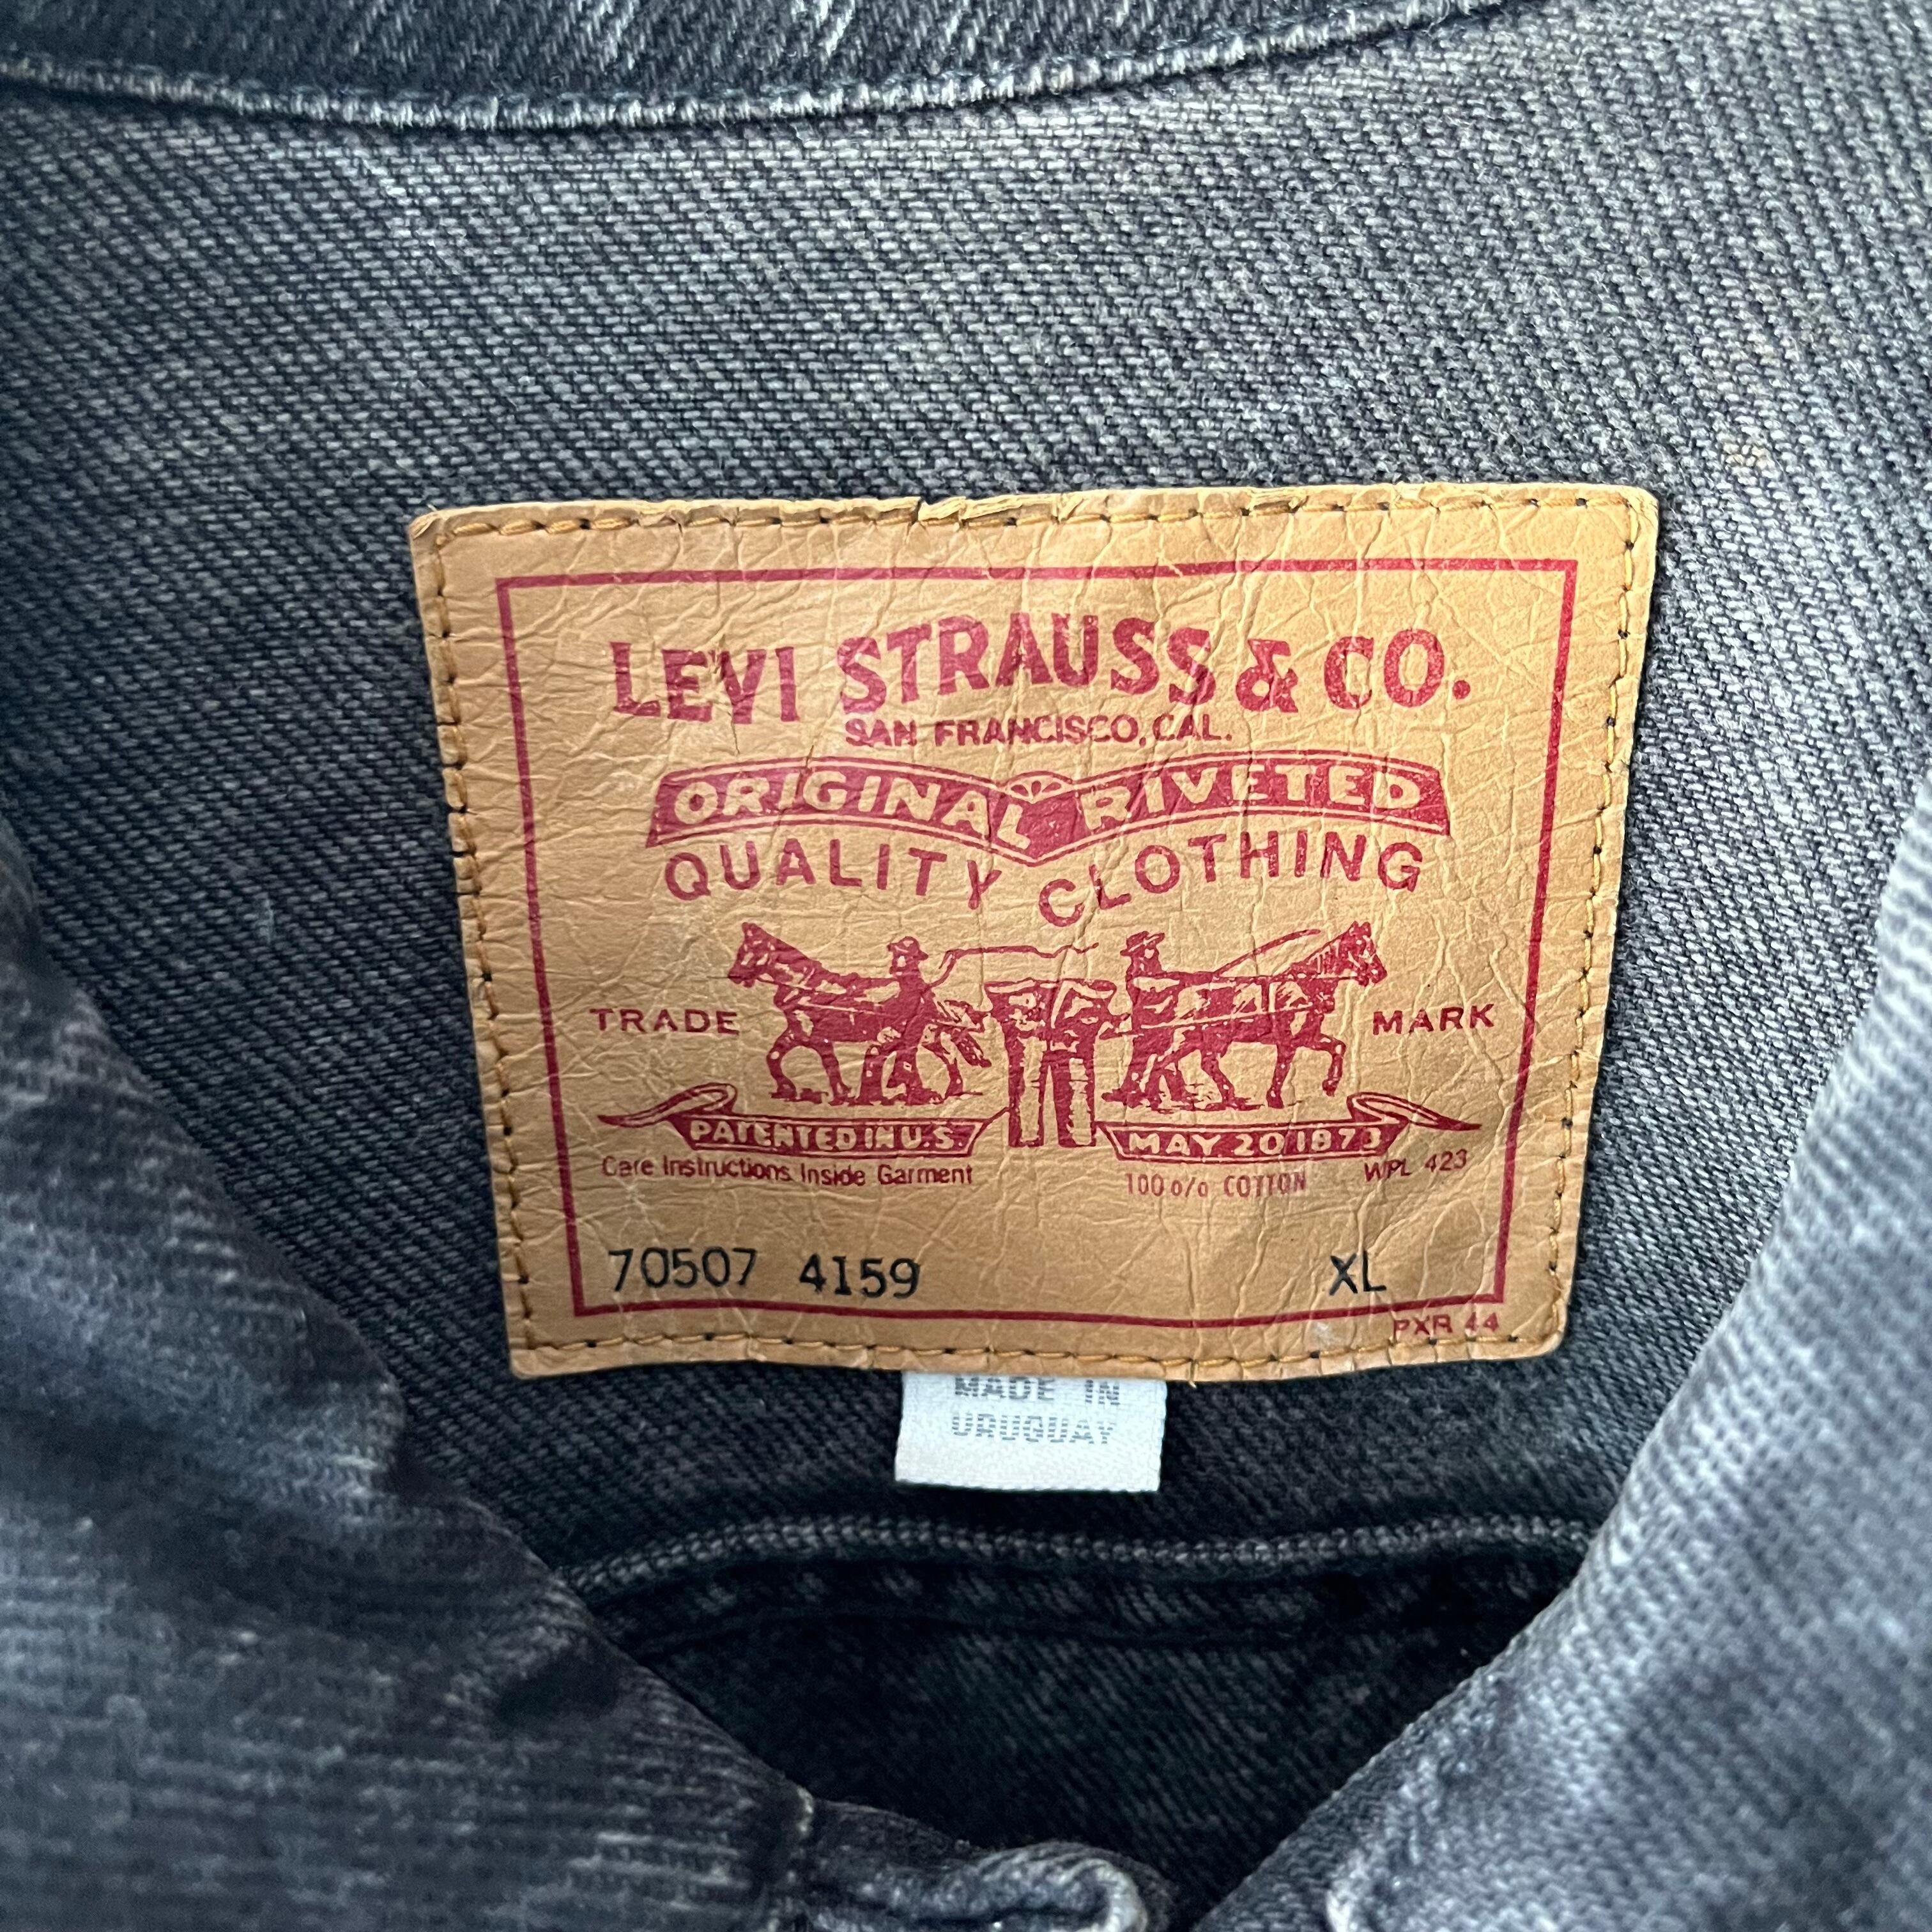 LEVI STRAUSS & CO.
SAN FRANCISCO, CAL.
ORIGINAL RIVETED
QUALITY CLOTHING
TRADE MARK
PATENTED IN U.S. MAY 20 1873
Care Instructions Inside Garment 100 o/o COTTON WPL 423
70507 4159 XL
PXR 44
MADE IN
URUGUAY